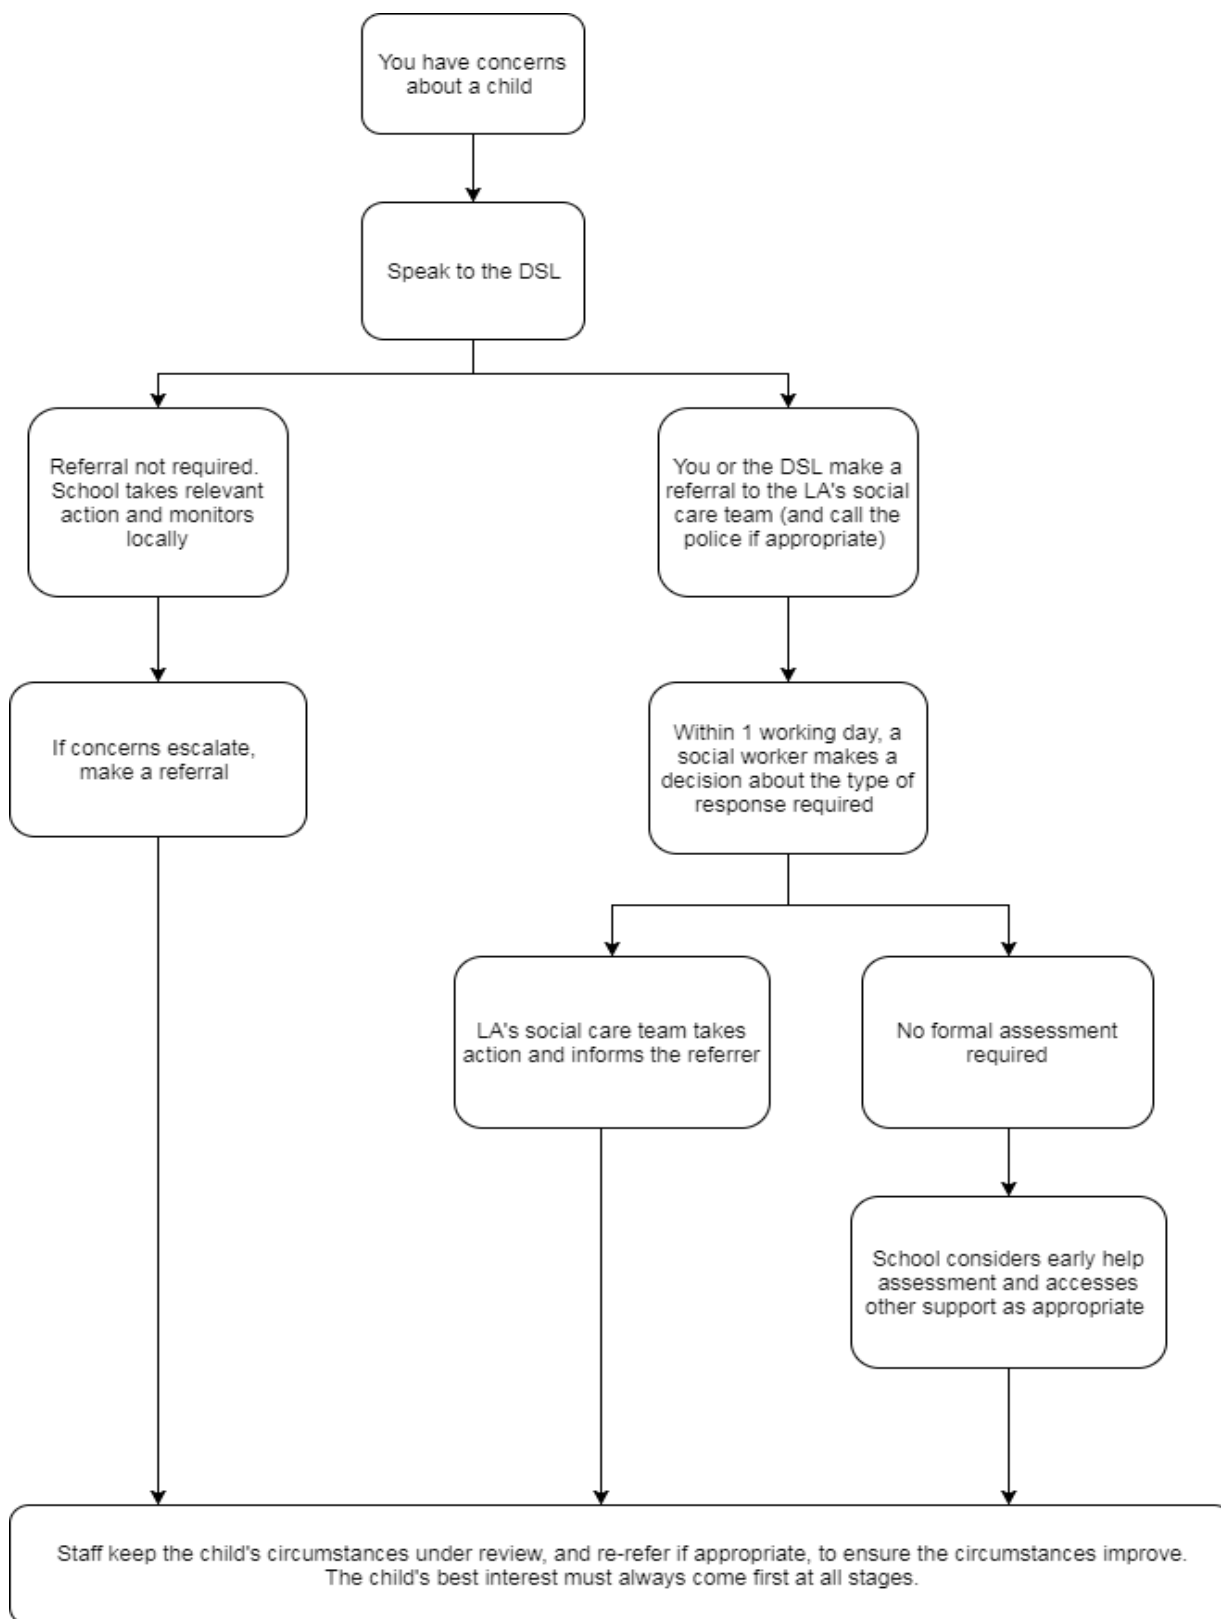 You have concerns
about a child
Speak to the DSL
Referral not required.
School takes relevant
action and monitors
locally
You or the DSL make a
referral to the LA's social
care team (and call the
police if appropriate)
If concerns escalate,
make a referral
Within 1 working day, a
social worker makes a
decision about the type of
response required
LA's social care team takes
action and informs the referrer
No formal assessment
required
School considers early help
assessment and accesses
other support as appropriate
Staff keep the child's circumstances under review, and re-refer if appropriate, to ensure the circumstances improve.
The child's best interest must always come first at all stages.